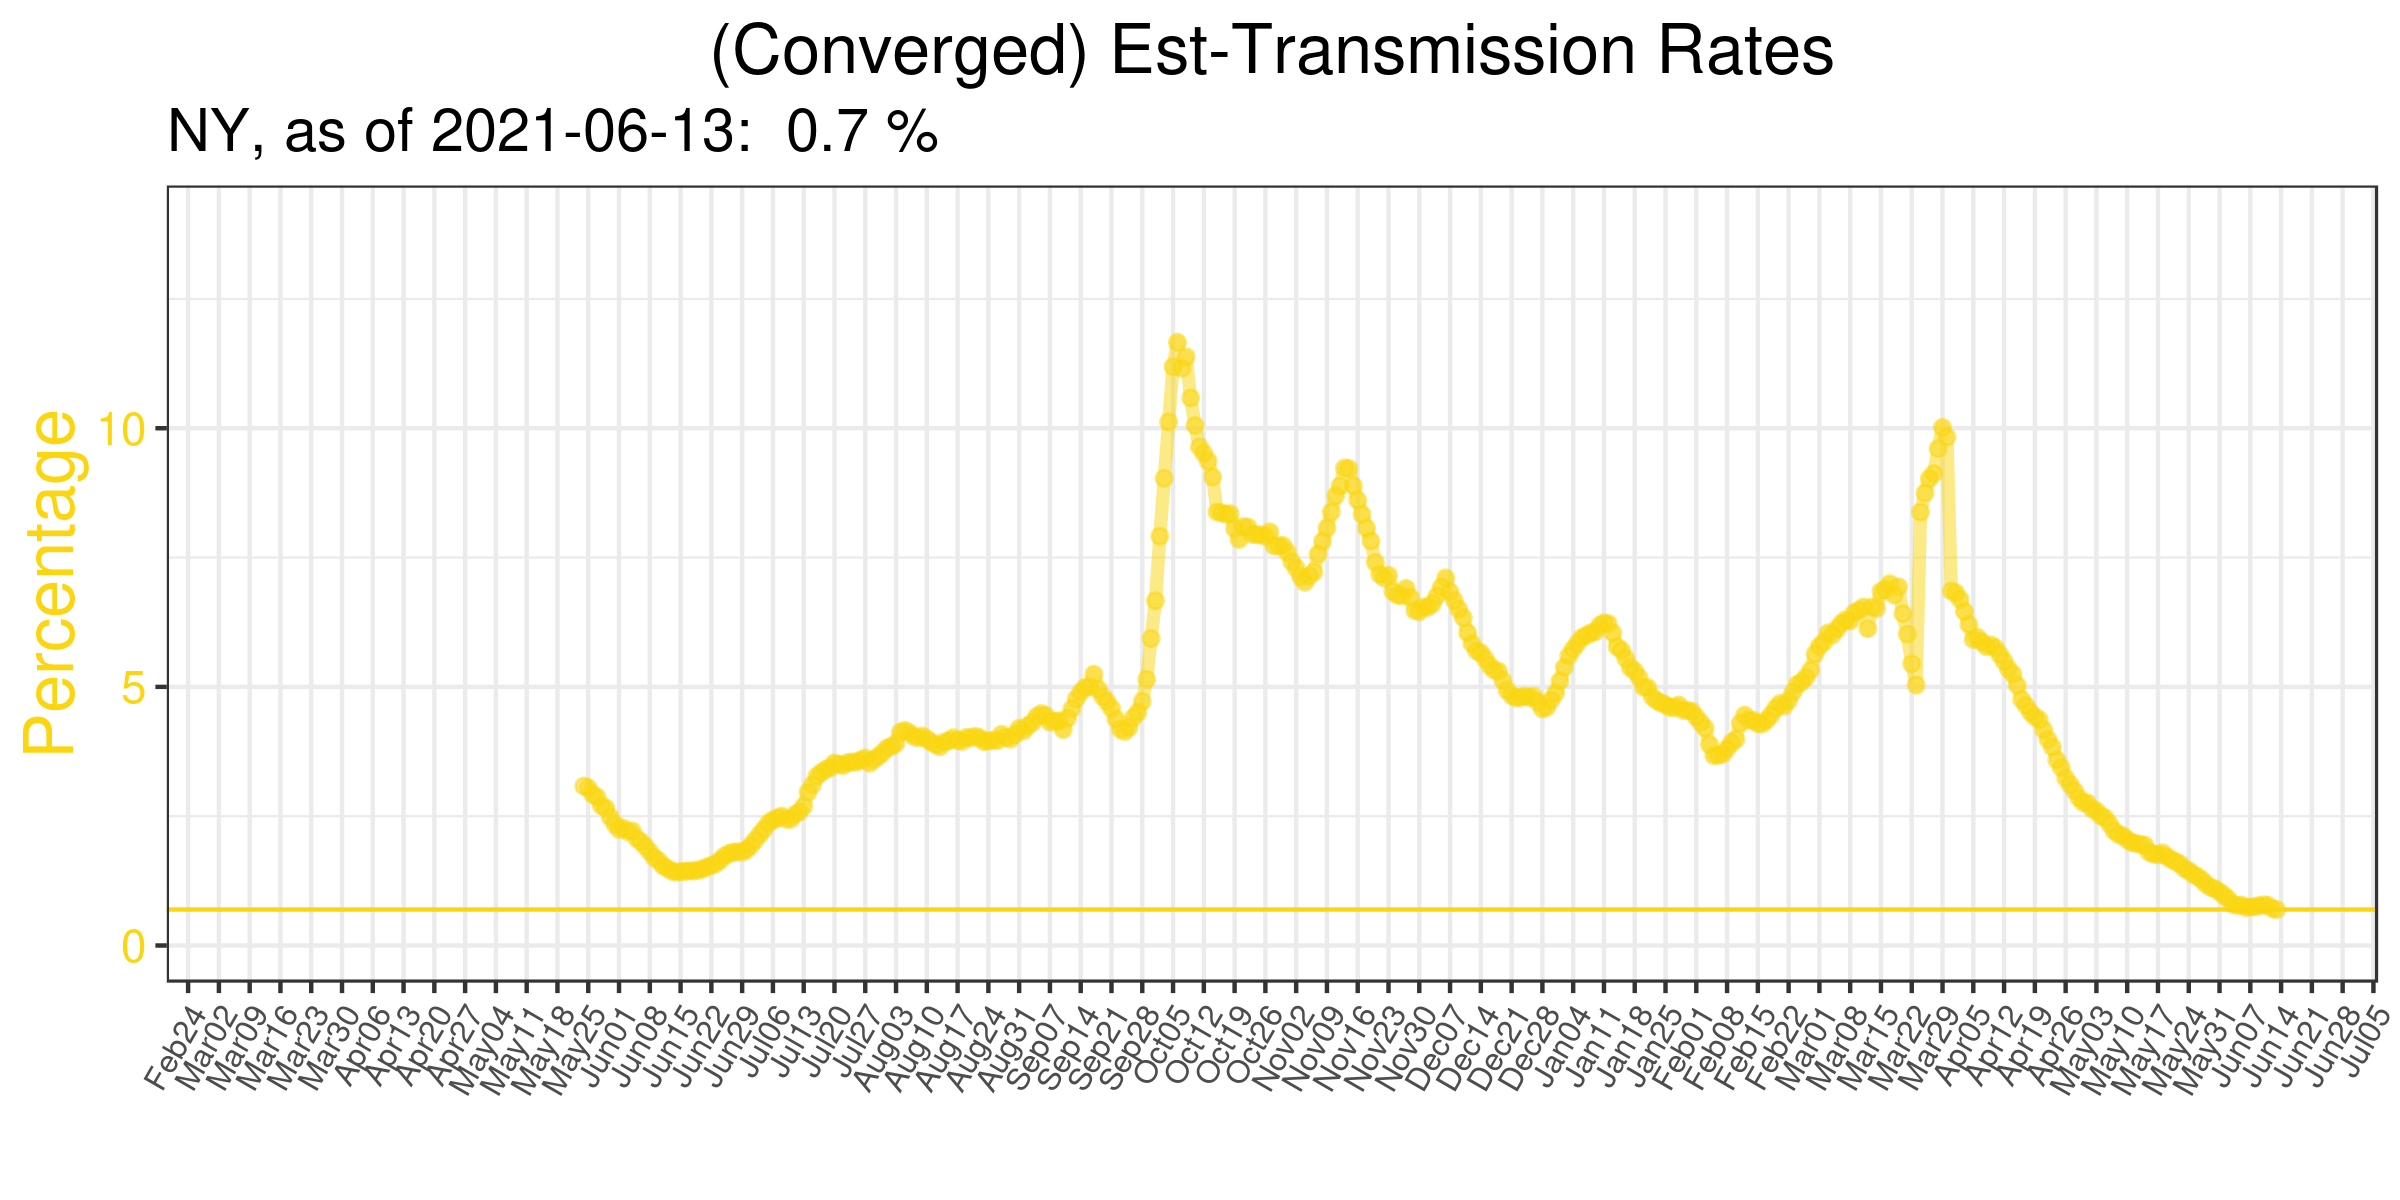 (Converged) Est-Transmission Rates
NY, as of 2021-06-13:  0.7 %
Percentage
10
5
0
Feb24
Mar02
Mar09
Mar16
Mar23
Mar30
Apr06
Apr13
Apr20
Apr27
May04
May11
May18
May25
Jun01
Jun08
Jun15
Jun22
Jun29
Jul06
Jul13
Jul20
Jul27
Aug03
Aug10
Aug17
Aug24
Aug31
Sep07
Sep14
Sep21
Sep28
Oct05
Oct12
Oct19
Oct26
Nov02
Nov09
Nov16
Nov23
Nov30
Dec07
Dec14
Dec21
Dec28
Jan04
Jan11
Jan18
Jan25
Feb01
Feb08
Feb15
Feb22
Mar01
Mar08
Mar15
Mar22
Mar29
Apr05
Apr12
Apr19
Apr26
May03
May10
May17
May24
May31
Jun07
Jun14
Jun21
Jun28
Jul05